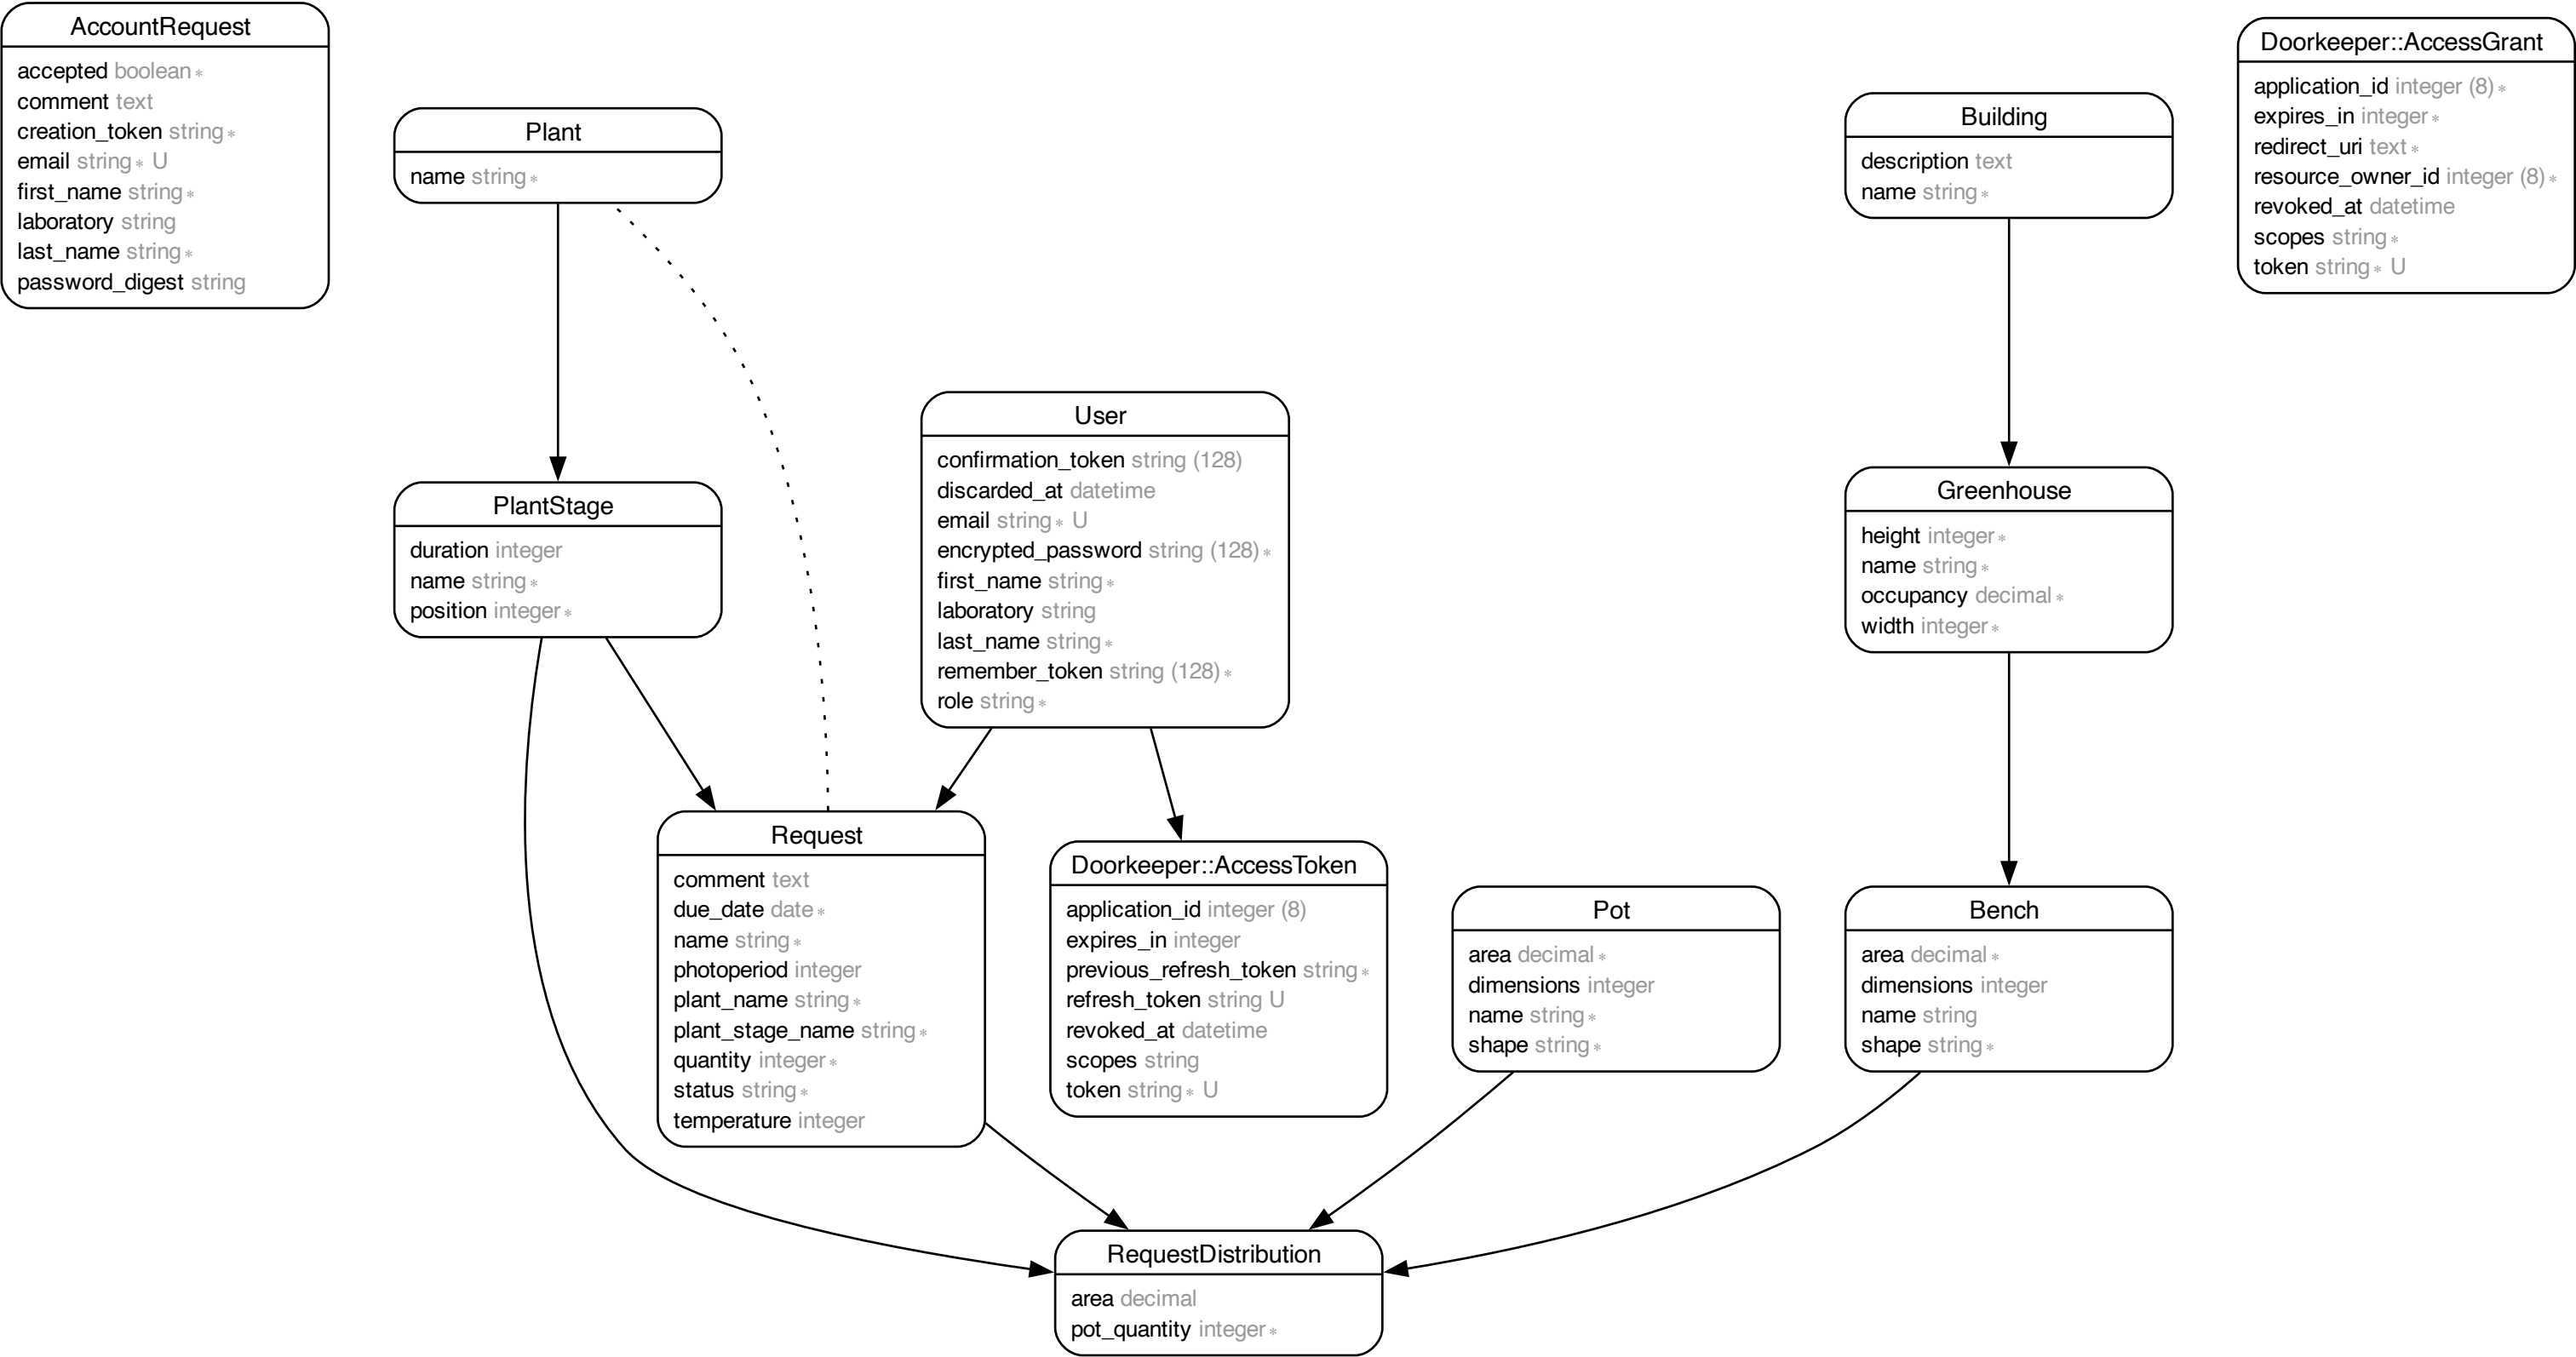 AccountRequest
accepted boolean *
comment text
creation_token string *
email string * U
first_name string *
laboratory string
last_name string *
password_digest string
Plant
name string *
Building
description text
name string *
Doorkeeper::AccessGrant
application_id integer (8) *
expires_in integer *
redirect_uri text *
resource_owner_id integer (8) *
revoked_at datetime
scopes string *
token string * U
PlantStage
duration integer
name string *
position integer *
User
confirmation_token string (128)
discarded_at datetime
email string * U
encrypted_password string (128) *
first_name string *
laboratory string
last_name string *
remember_token string (128) *
role string *
Greenhouse
height integer *
name string *
occupancy decimal *
width integer *
Request
comment text
due_date date *
name string *
photoperiod integer
plant_name string *
plant_stage_name string *
quantity integer *
status string *
temperature integer
Doorkeeper::AccessToken
application_id integer (8)
expires_in integer
previous_refresh_token string *
refresh_token string U
revoked_at datetime
scopes string
token string * U
Pot
area decimal *
dimensions integer
name string *
shape string *
Bench
area decimal *
dimensions integer
name string
shape string *
RequestDistribution
area decimal
pot_quantity integer *